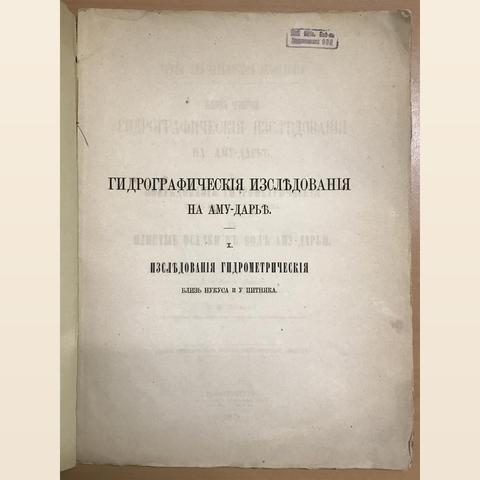 ГИДРОГРАФИЧЕСКІЯ ИЗСЛѢДОВАНІЯ
НА АМУ-ДАРЬѢ.
I.
ИЗСЛѢДОВАНІЯ ГИДРОМЕТРИЧЕСКІЯ
БЛИЗЪ НУКУСА И У ПИТНЯКА.